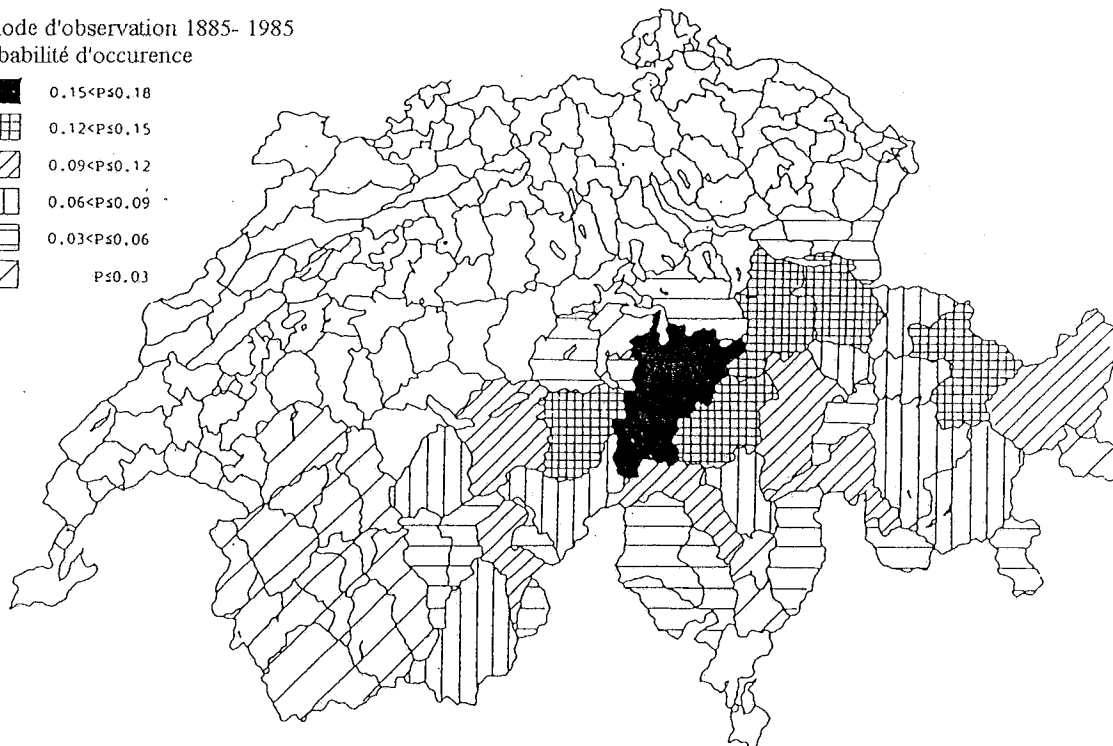 ode d'observation 1885- 1985
babilité d'occurence
0.15<P≤0.18
0.12<P≤0.15
0.09<P≤0.12
0.06<P≤0.09
0.03<P≤0.06
P≤0.03